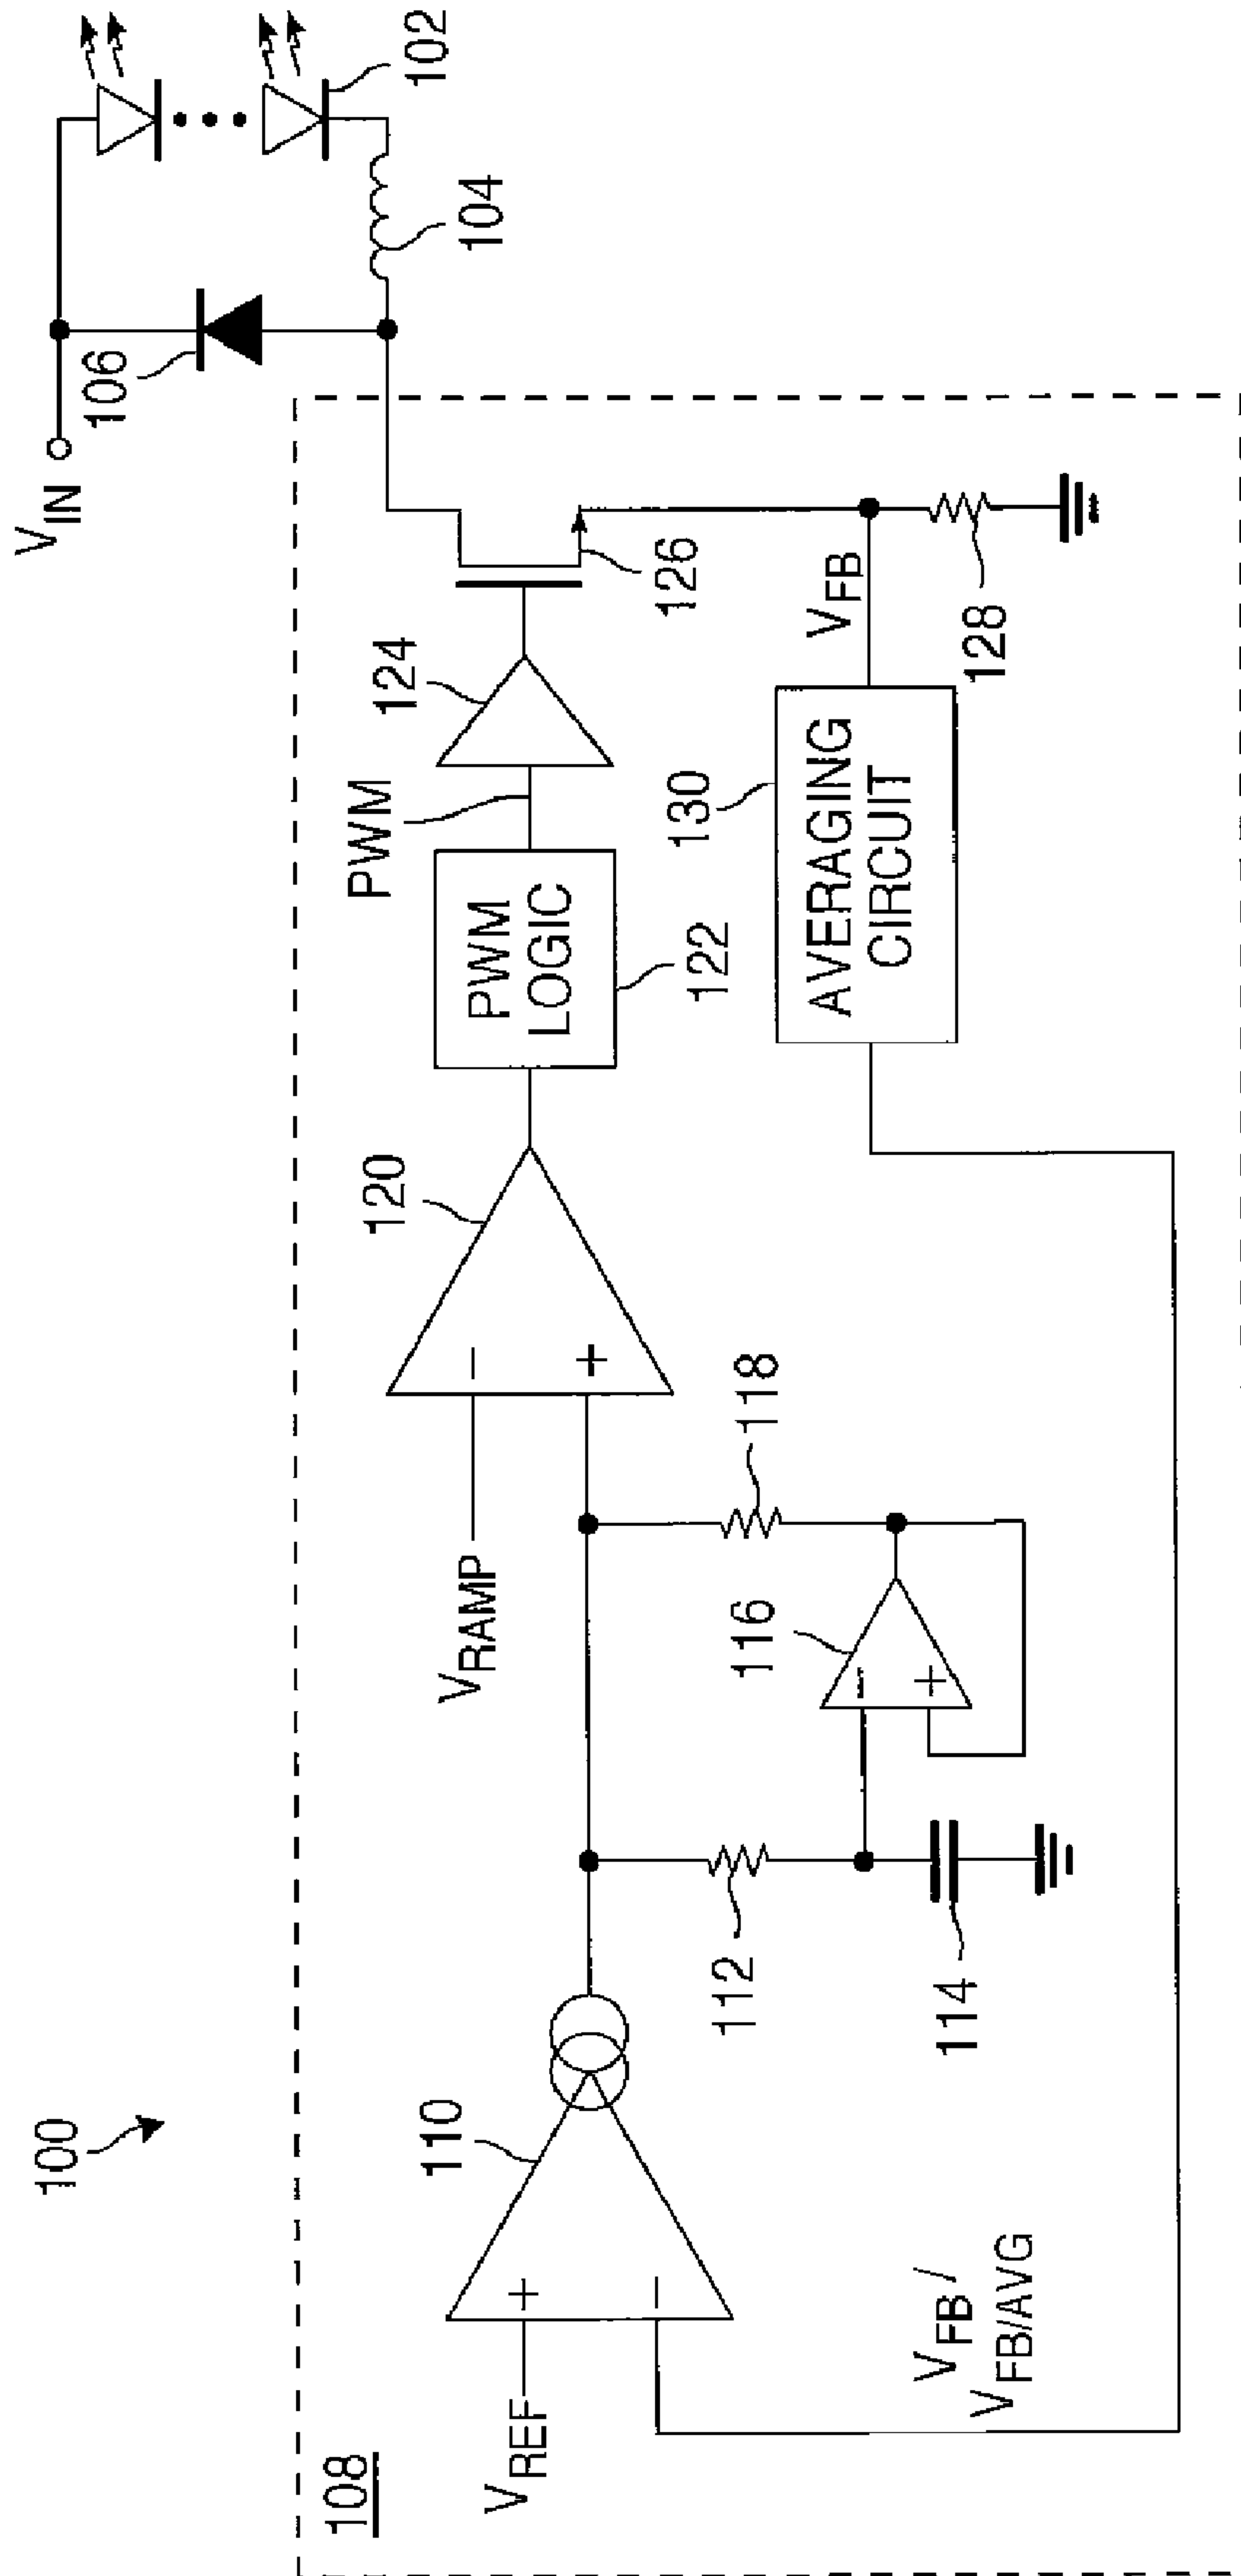 100
108
V_REF
+
−
110
V_FB /
V_FB/AVG
112
114
116
−
+
118
V_RAMP
−
+
120
PWM
LOGIC
122
PWM
124
126
AVERAGING
CIRCUIT
130
V_FB
128
V_IN
106
104
102